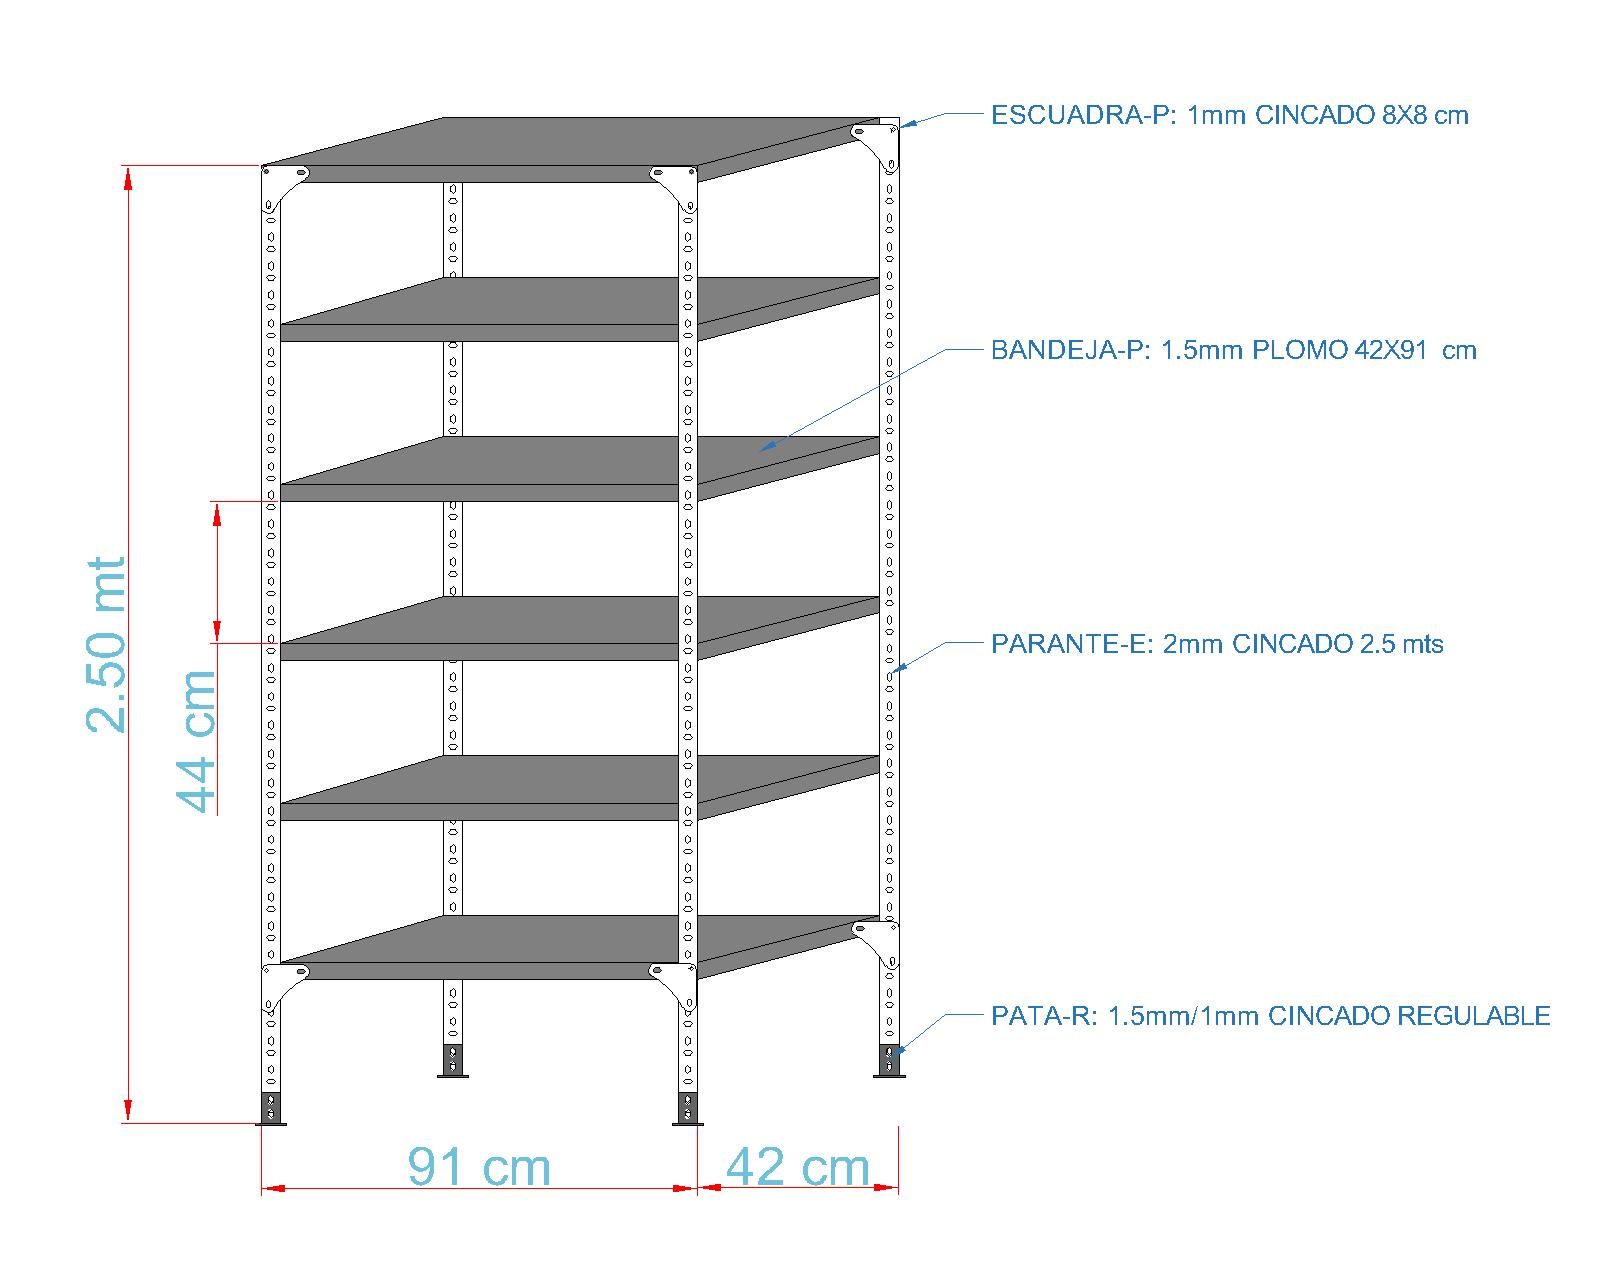 ESCUADRA-P: 1mm CINCADO 8X8 cm
BANDEJA-P: 1.5mm PLOMO 42X91 cm
2.50 mt
44 cm
PARANTE-E: 2mm CINCADO 2.5 mts
PATA-R: 1.5mm/1mm CINCADO REGULABLE
91 cm
42 cm